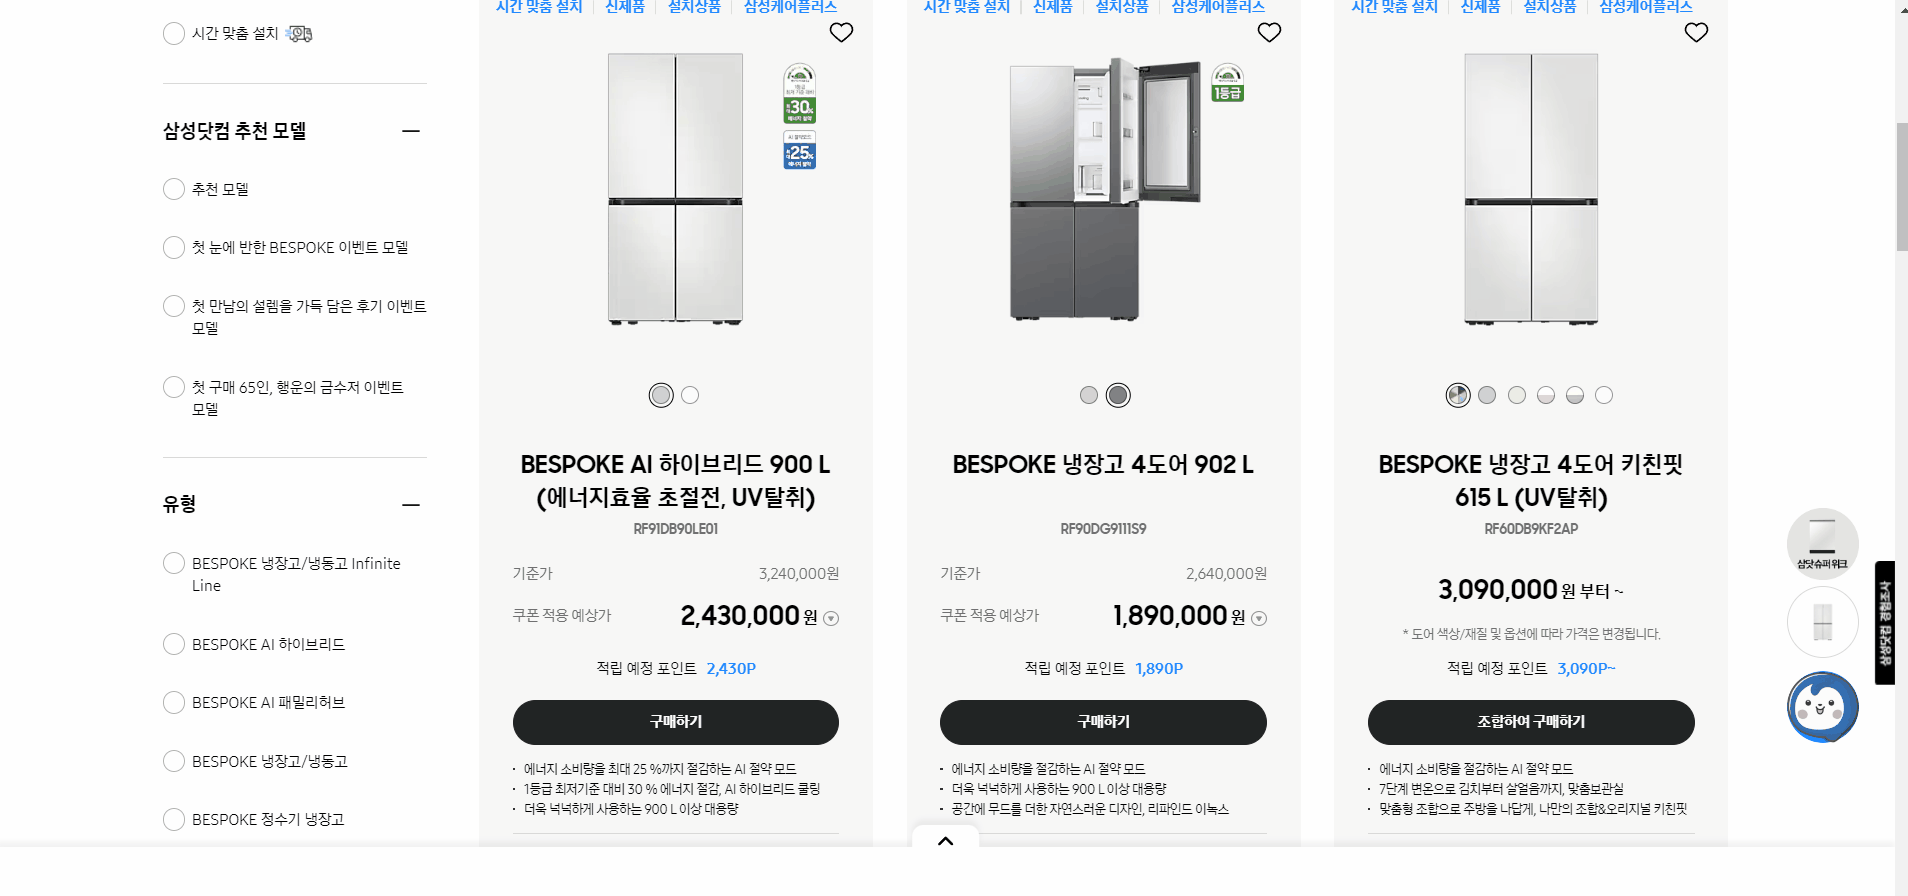 시간 맞춤 설치
삼성닷컴 추천 모델
추천 모델
첫 눈에 반한 BESPOKE 이벤트 모델
첫 만남의 설렘을 가득 담은 후기 이벤트
모델
첫 구매 65인, 행운의 금수저 이벤트
모델
유형
BESPOKE 냉장고/냉동고 Infinite
Line
BESPOKE AI 하이브리드
BESPOKE AI 패밀리허브
BESPOKE 냉장고/냉동고
BESPOKE 정수기 냉장고
시간 맞춤 설치 신제품 설치상품 삼성케어플러스
1등급
최대 30%
에너지 절약
AI 절약모드
최대 25%
에너지 절약
BESPOKE AI 하이브리드 900 L
(에너지효율 초절전, UV탈취)
RF91DB90LE01
기준가 3,240,000원
쿠폰 적용 예상가 2,430,000 원
적립 예정 포인트 2,430P
구매하기
· 에너지 소비량을 최대 25 %까지 절감하는 AI 절약 모드
· 1등급 최저기준 대비 30 % 에너지 절감, AI 하이브리드 쿨링
· 더욱 넉넉하게 사용하는 900 L 이상 대용량
시간 맞춤 설치 신제품 설치상품 삼성케어플러스
1등급
BESPOKE 냉장고 4도어 902 L
RF90DG9111S9
기준가 2,640,000원
쿠폰 적용 예상가 1,890,000 원
적립 예정 포인트 1,890P
구매하기
· 에너지 소비량을 절감하는 AI 절약 모드
· 더욱 넉넉하게 사용하는 900 L 이상 대용량
· 공간에 무드를 더한 자연스러운 디자인, 리파인드 이녹스
시간 맞춤 설치 신제품 설치상품 삼성케어플러스
BESPOKE 냉장고 4도어 키친핏
615 L (UV탈취)
RF60DB9KF2AP
3,090,000 원 부터 ~
* 도어 색상/재질 및 옵션에 따라 가격은 변경됩니다.
적립 예정 포인트 3,090P~
조합하여 구매하기
· 에너지 소비량을 절감하는 AI 절약 모드
· 7단계 변온으로 김치부터 살얼음까지, 맞춤보관실
· 맞춤형 조합으로 주방을 나답게, 나만의 조합&오리지널 키친핏
삼닷슈퍼위크
삼성닷컴 경험조사